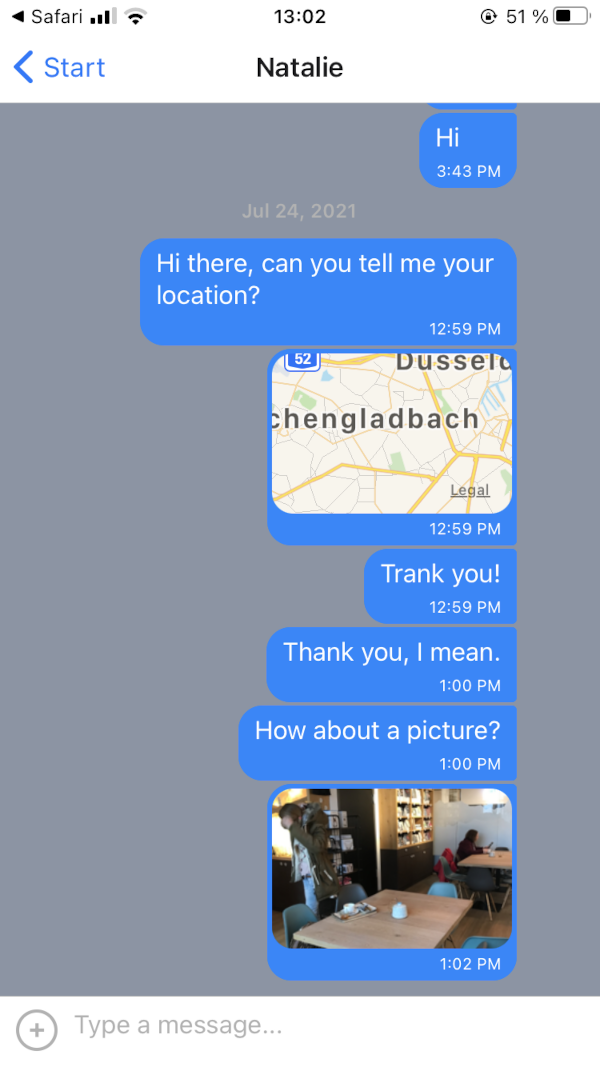 Safari
13:02
51 %
Start
Natalie
Hi
3:43 PM
Jul 24, 2021
Hi there, can you tell me your
location?
12:59 PM
52
Dusseld
chengladbach
Legal
12:59 PM
Trank you!
12:59 PM
Thank you, I mean.
1:00 PM
How about a picture?
1:00 PM
1:02 PM
Type a message...